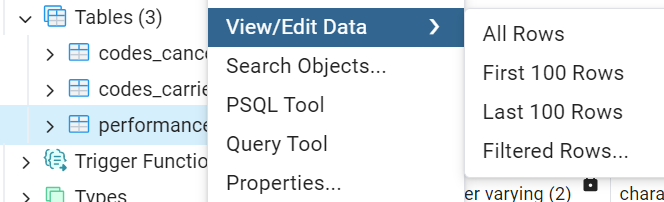 Tables (3)
codes_canc
codes_carrie
performance
Trigger Functio
Types
View/Edit Data
Search Objects...
PSQL Tool
Query Tool
Properties...
All Rows
First 100 Rows
Last 100 Rows
Filtered Rows...
er varying (2)
chara